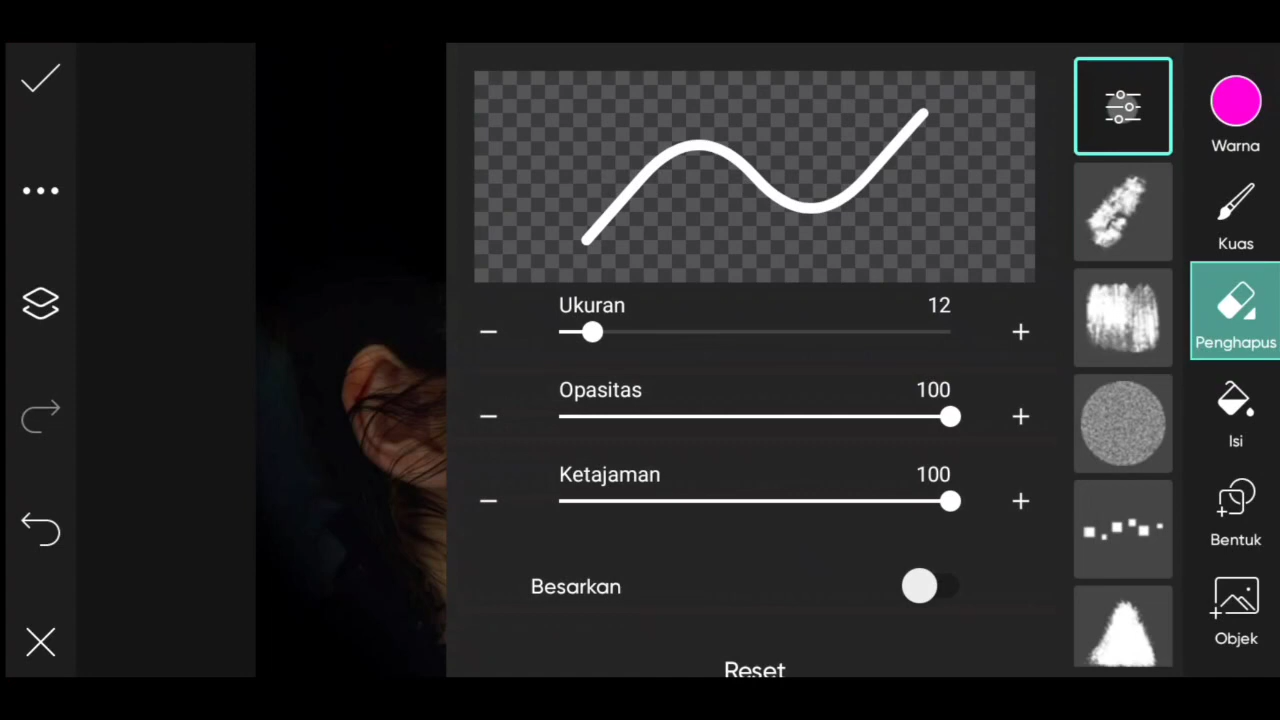 Ukuran 12
Opasitas 100
Ketajaman 100
Besarkan
Reset
Warna
Kuas
Penghapus
Isi
Bentuk
Objek